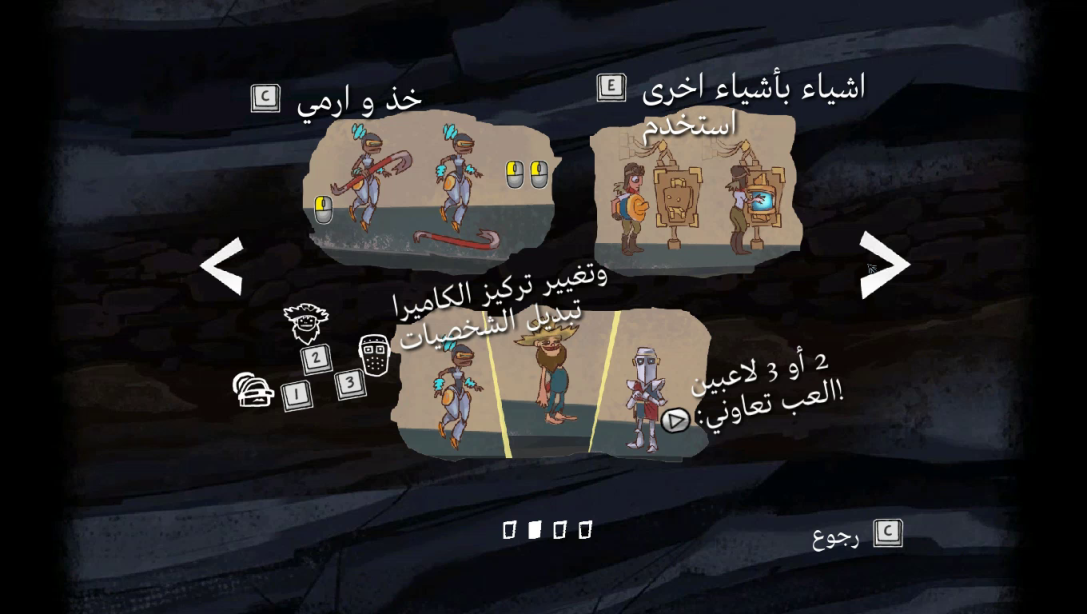 C
خذ و ارمي
E
اشياء بأشياء اخرى
استخدم
وتغيير تركيز الكاميرا
تبديل الشخصيات
2
1
3
2 أو 3 لاعبين
!العب تعاوني:
رجوع
C